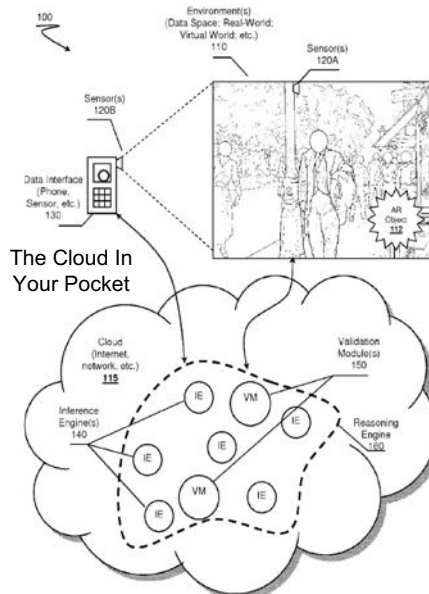 100
Environment(s)
(Data Space; Real-World;
Virtual World; etc.)
110
Sensor(s)
120A
Sensor(s)
120B
Data Interface
(Phone,
Sensor, etc.)
130
AR
Object
112
The Cloud In
Your Pocket
Cloud
(Internet,
network, etc.)
115
Validation
Module(s)
150
Inference
Engine(s)
140
IE
VM
IE
IE
IE
Reasoning
Engine
160
VM
IE
IE